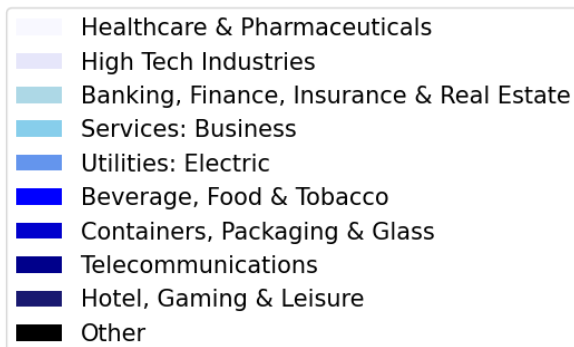 Healthcare & Pharmaceuticals
High Tech Industries
Banking, Finance, Insurance & Real Estate
Services: Business
Utilities: Electric
Beverage, Food & Tobacco
Containers, Packaging & Glass
Telecommunications
Hotel, Gaming & Leisure
Other